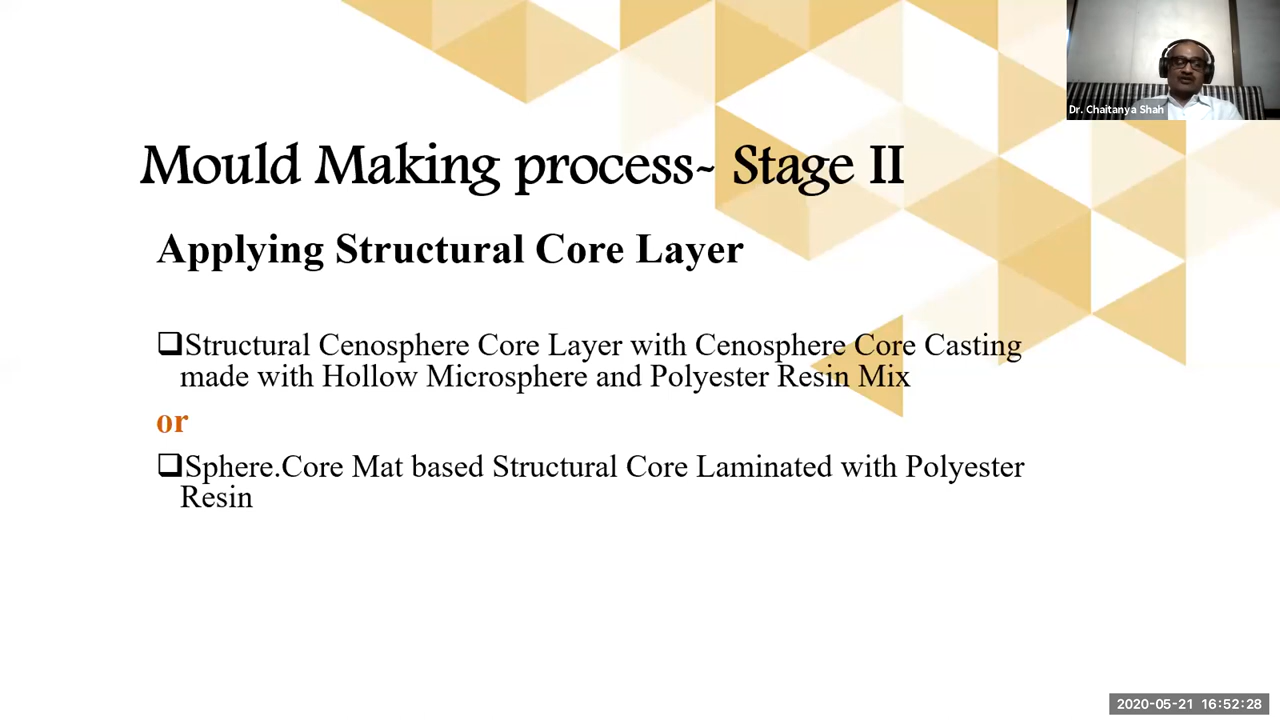 Dr. Chaitanya Shah
Mould Making process- Stage II
Applying Structural Core Layer
❑Structural Cenosphere Core Layer with Cenosphere Core Casting
made with Hollow Microsphere and Polyester Resin Mix
or
❑Sphere.Core Mat based Structural Core Laminated with Polyester
Resin
2020-05-21 16:52:28